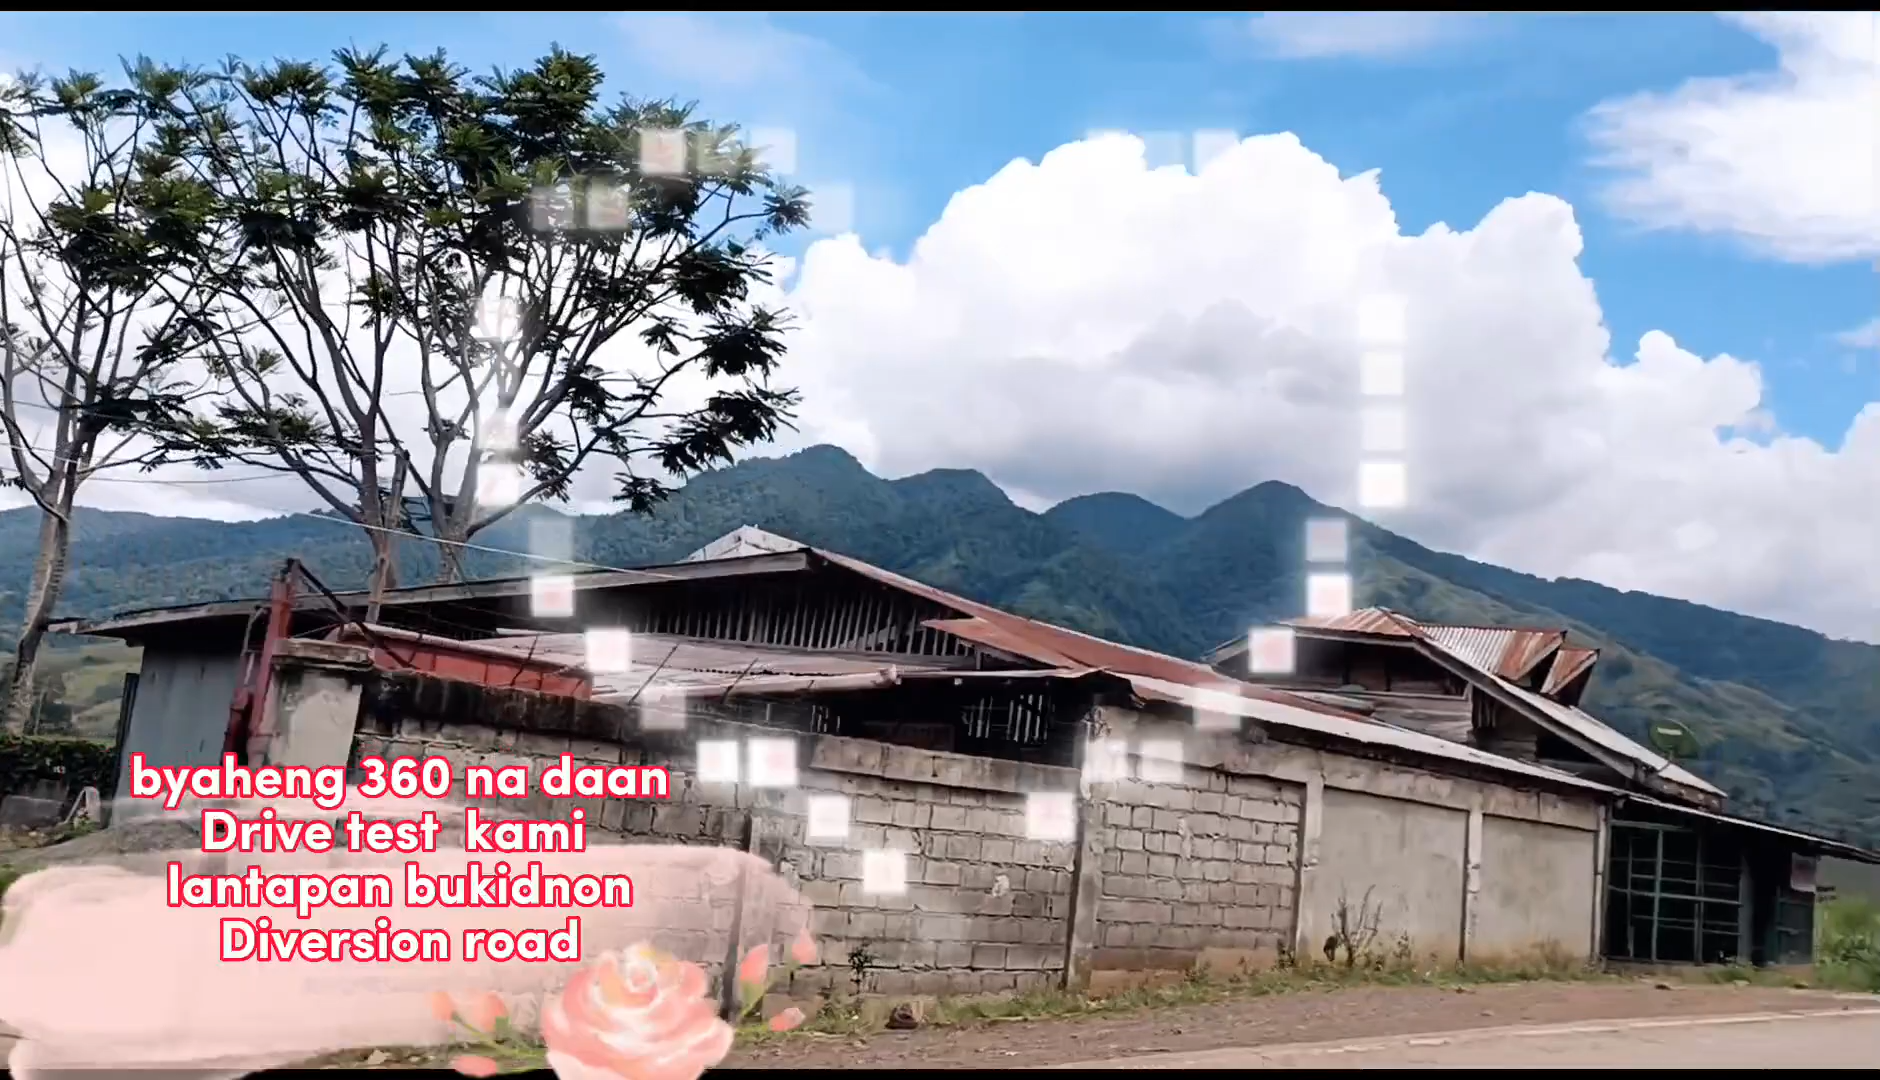 byaheng 360 na daan
Drive test kami
lantapan bukidnon
Diversion road